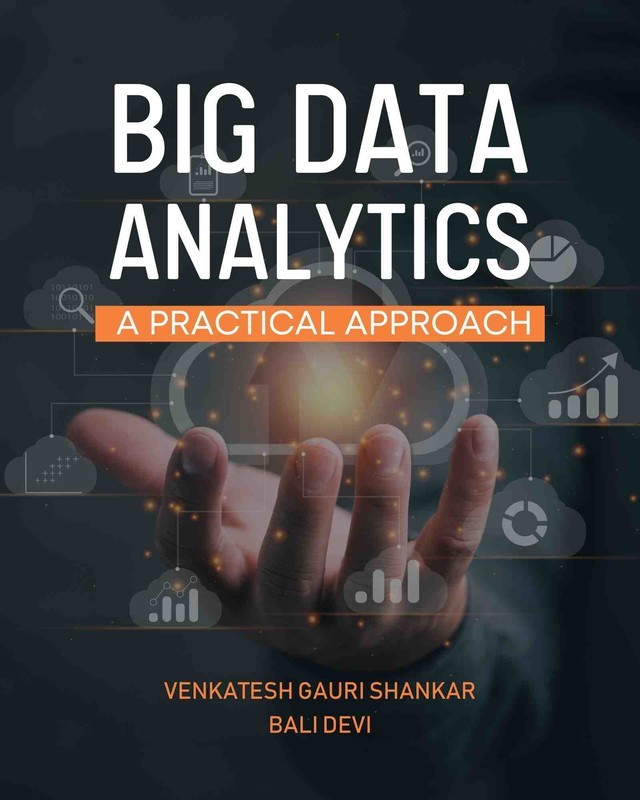 BIG DATA
ANALYTICS
A PRACTICAL APPROACH
VENKATESH GAURI SHANKAR
BALI DEVI